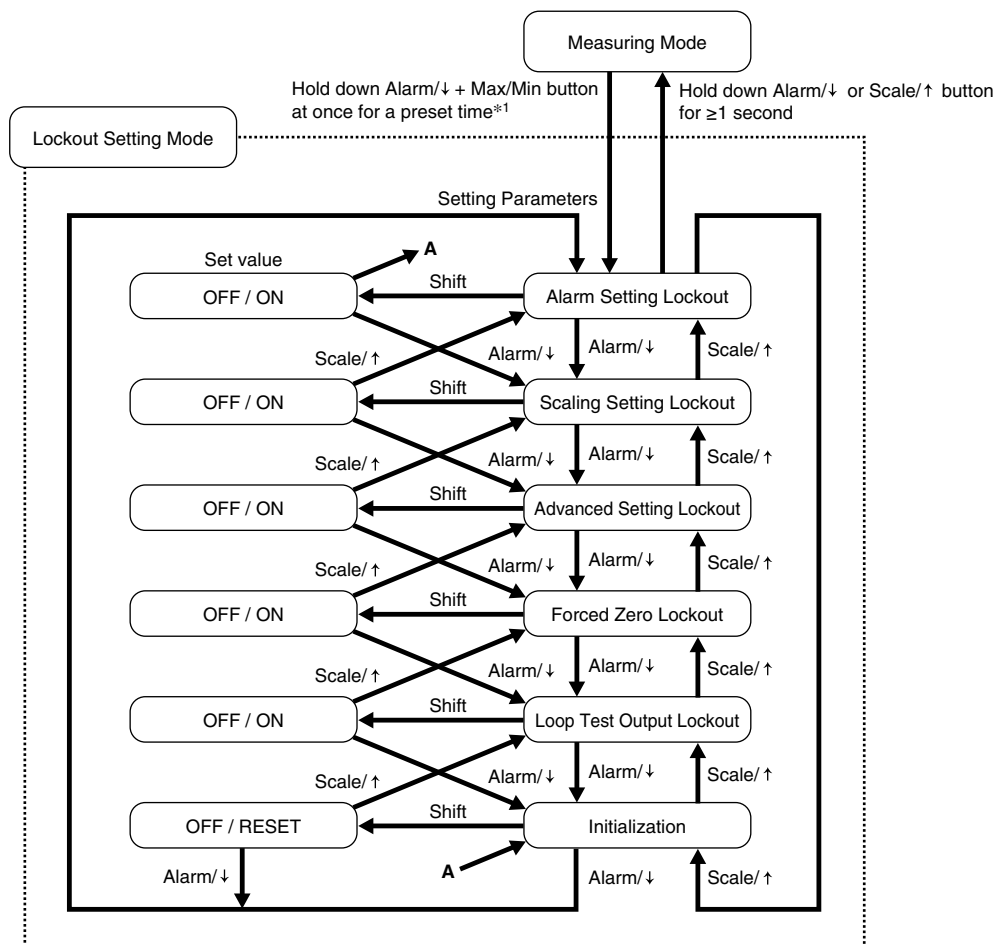 Measuring Mode
Hold down Alarm/↓ + Max/Min button
at once for a preset time*1
Hold down Alarm/↓ or Scale/↑ button
for ≥1 second
Lockout Setting Mode
Setting Parameters
A
Set value
OFF / ON
Shift
Alarm Setting Lockout
Scale/↑
Alarm/↓
Alarm/↓
Scale/↑
OFF / ON
Shift
Scaling Setting Lockout
Scale/↑
Alarm/↓
Alarm/↓
Scale/↑
OFF / ON
Shift
Advanced Setting Lockout
Scale/↑
Alarm/↓
Alarm/↓
Scale/↑
OFF / ON
Shift
Forced Zero Lockout
Scale/↑
Alarm/↓
Alarm/↓
Scale/↑
OFF / ON
Shift
Loop Test Output Lockout
Scale/↑
Alarm/↓
Alarm/↓
Scale/↑
OFF / RESET
Shift
Initialization
Alarm/↓
A
Alarm/↓
Scale/↑